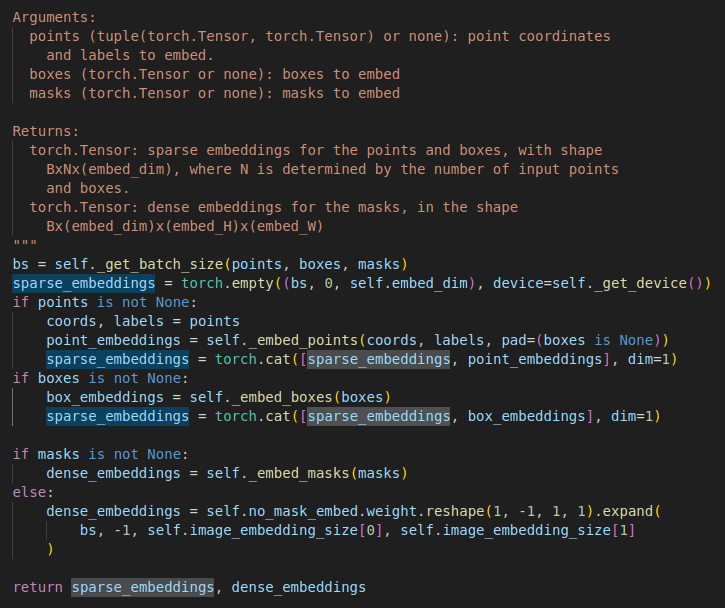 Arguments:
points (tuple(torch.Tensor, torch.Tensor) or none): point coordinates
and labels to embed.
boxes (torch.Tensor or none): boxes to embed
masks (torch.Tensor or none): masks to embed
Returns:
torch.Tensor: sparse embeddings for the points and boxes, with shape
BxNx(embed_dim), where N is determined by the number of input points
and boxes.
torch.Tensor: dense embeddings for the masks, in the shape
Bx(embed_dim)x(embed_H)x(embed_W)
"""
bs = self._get_batch_size(points, boxes, masks)
sparse_embeddings = torch.empty((bs, 0, self.embed_dim), device=self._get_device())
if points is not None:
coords, labels = points
point_embeddings = self._embed_points(coords, labels, pad=(boxes is None))
sparse_embeddings = torch.cat([sparse_embeddings, point_embeddings], dim=1)
if boxes is not None:
box_embeddings = self._embed_boxes(boxes)
sparse_embeddings = torch.cat([sparse_embeddings, box_embeddings], dim=1)
if masks is not None:
dense_embeddings = self._embed_masks(masks)
else:
dense_embeddings = self.no_mask_embed.weight.reshape(1, -1, 1, 1).expand(
bs, -1, self.image_embedding_size[0], self.image_embedding_size[1]
)
return sparse_embeddings, dense_embeddings